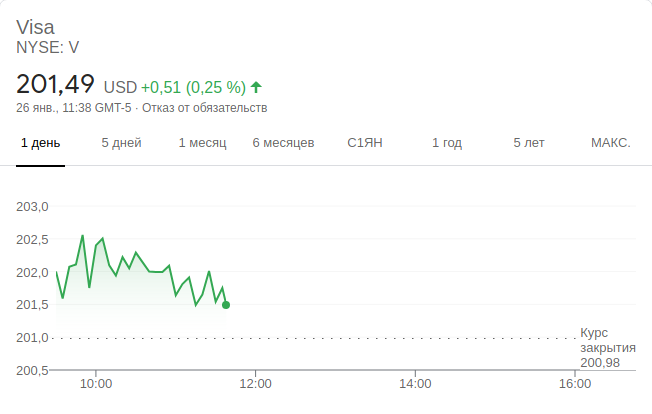 Visa
NYSE: V
201,49 USD +0,51 (0,25 %)
26 янв., 11:38 GMT-5 · Отказ от обязательств
1 день 5 дней 1 месяц 6 месяцев С1ЯН 1 год 5 лет МАКС.
203,0
202,5
202,0
201,5
201,0
200,5
Курс
закрытия
200,98
10:00 12:00 14:00 16:00